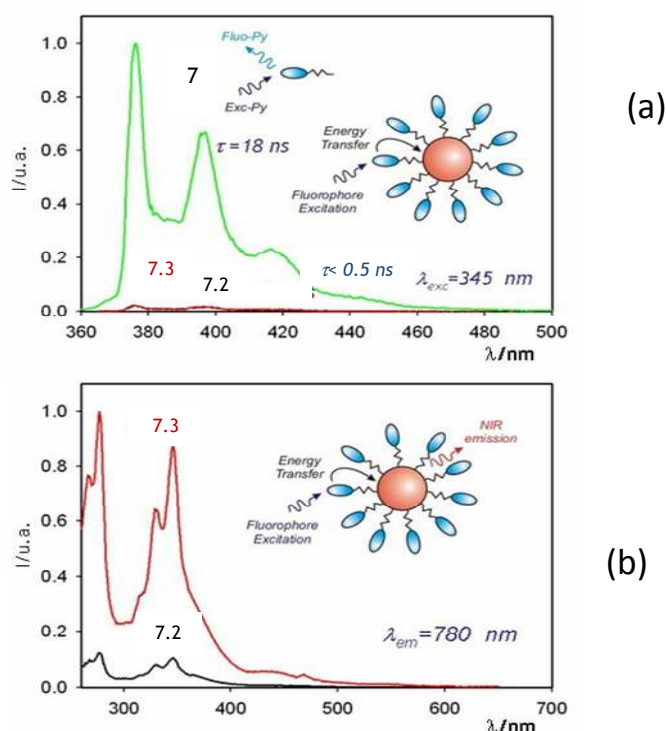 1.0
Fluo-Py
7
(a)
0.8
Exc-Py
Energy
Transfer
I/u.a.
0.6
τ = 18 ns
Fluorophore
Excitation
0.4
0.2
7.3
7.2
τ< 0.5 ns
λexc=345 nm
0.0
360 380 400 420 440 460 480 500
λ/nm
1.0
7.3
NIR
emission
0.8
Energy
Transfer
I/u.a.
0.6
Fluorophore
Excitation
(b)
0.4
0.2
7.2
λem=780 nm
0.0
300 400 500 600 700
λ/nm